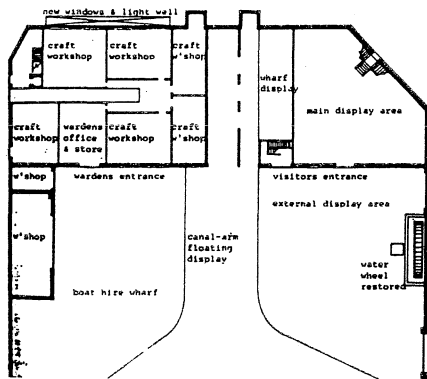 new windows & light well
craft
workshop
craft
workshop
craft
w'shop
wharf
display
main display area
craft
workshop
wardens
office
& store
craft
workshop
craft
w'shop
w'shop
wardens entrance
visitors entrance
external display area
w'shop
canal-arm
floating
display
water
wheel
restored
boat hire wharf